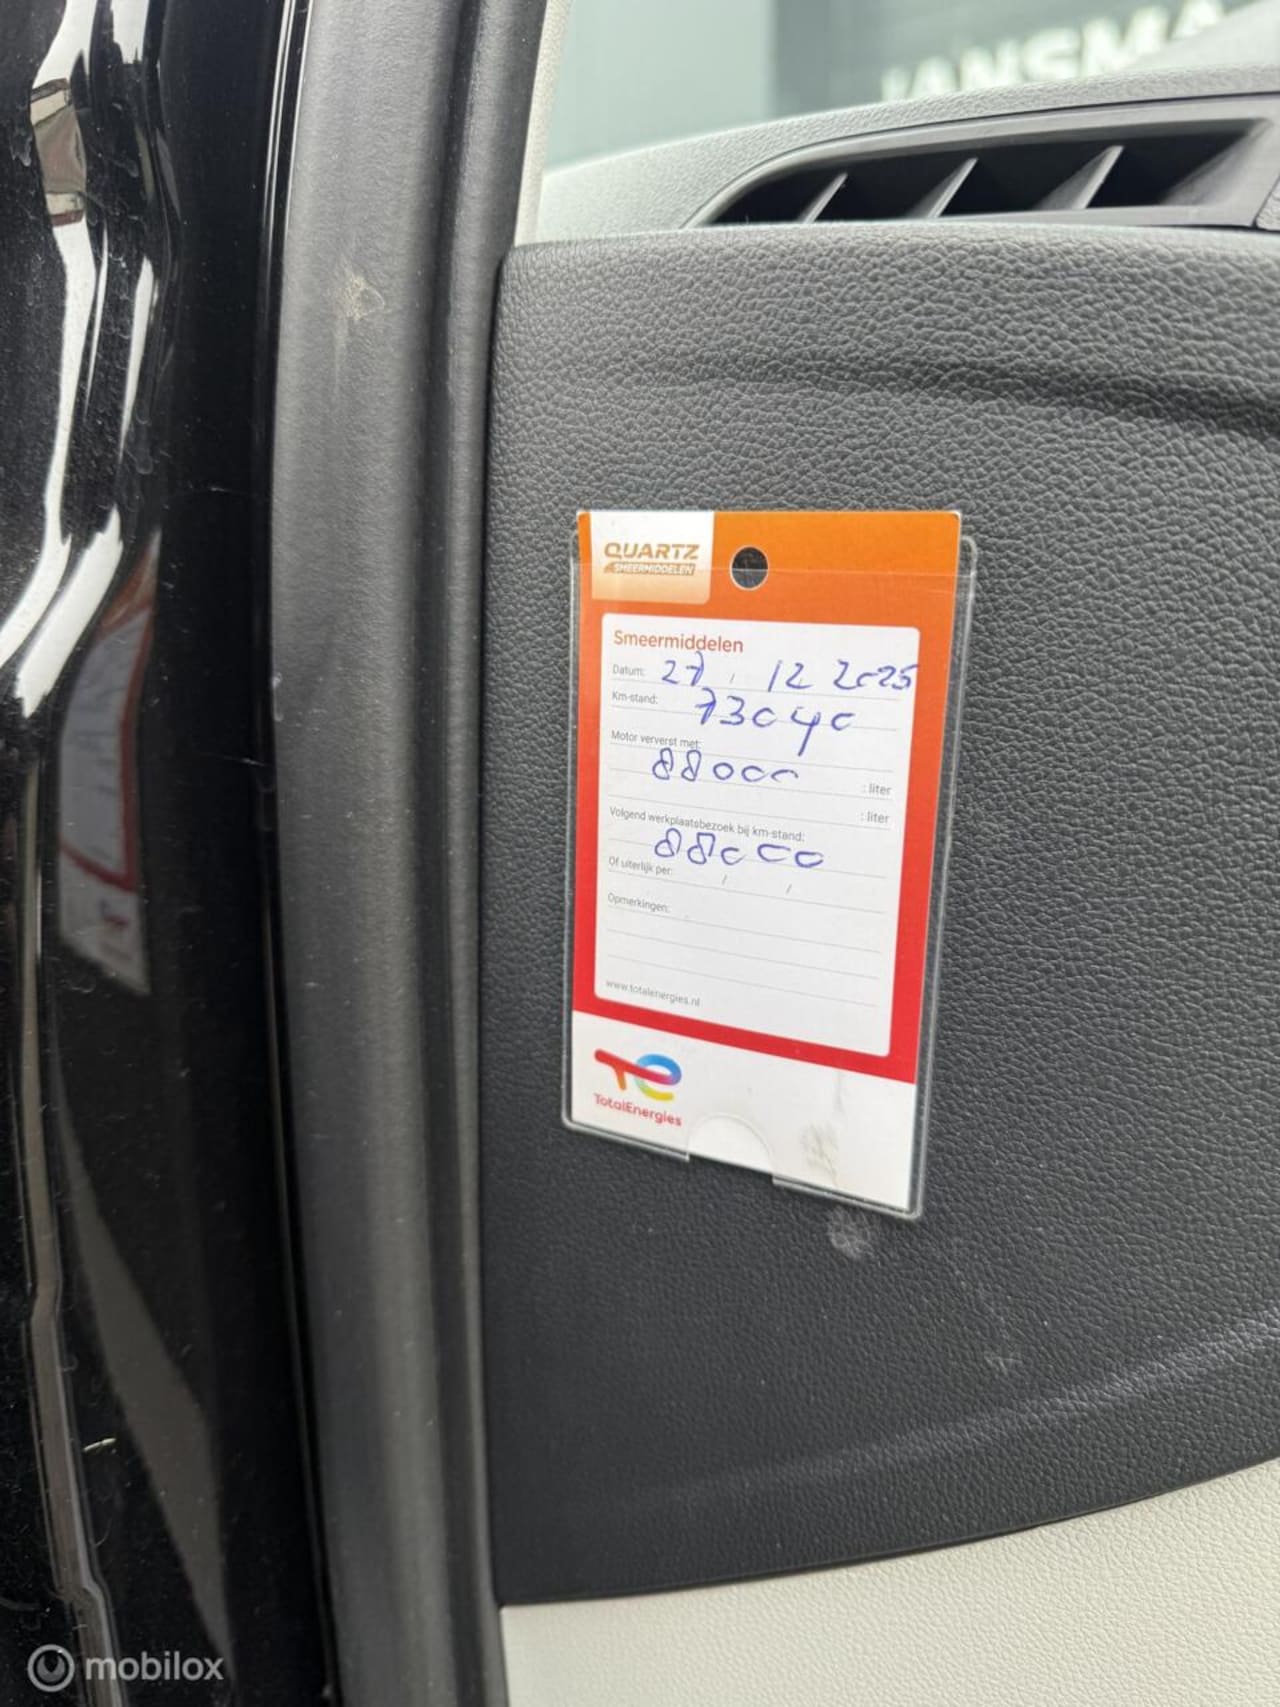 JANSMA
QUARTZ
SMEERMIDDELEN
Smeermiddelen
Datum: 27 / 12 2025
Km-stand: 73040
Motor ververst met:
88000 : liter
: liter
Volgend werkplaatsbezoek bij km-stand:
88000
Of uiterlijk per: / /
Opmerkingen:
www.totalenergies.nl
TotalEnergies
mobilox